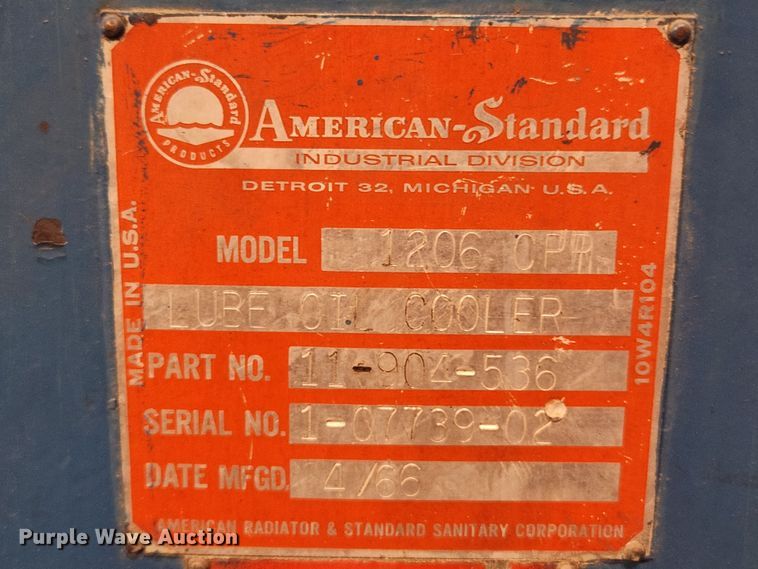 AMERICAN-Standard
PRODUCTS
AMERICAN-Standard
INDUSTRIAL DIVISION
DETROIT 32, MICHIGAN U.S.A.
MADE IN U.S.A.
MODEL 1206 CPR
LUBE OIL COOLER
PART NO. 11-904-536
SERIAL NO. 1-07739-02
DATE MFGD. 4/66
10W4R104
AMERICAN RADIATOR & STANDARD SANITARY CORPORATION
Purple Wave Auction